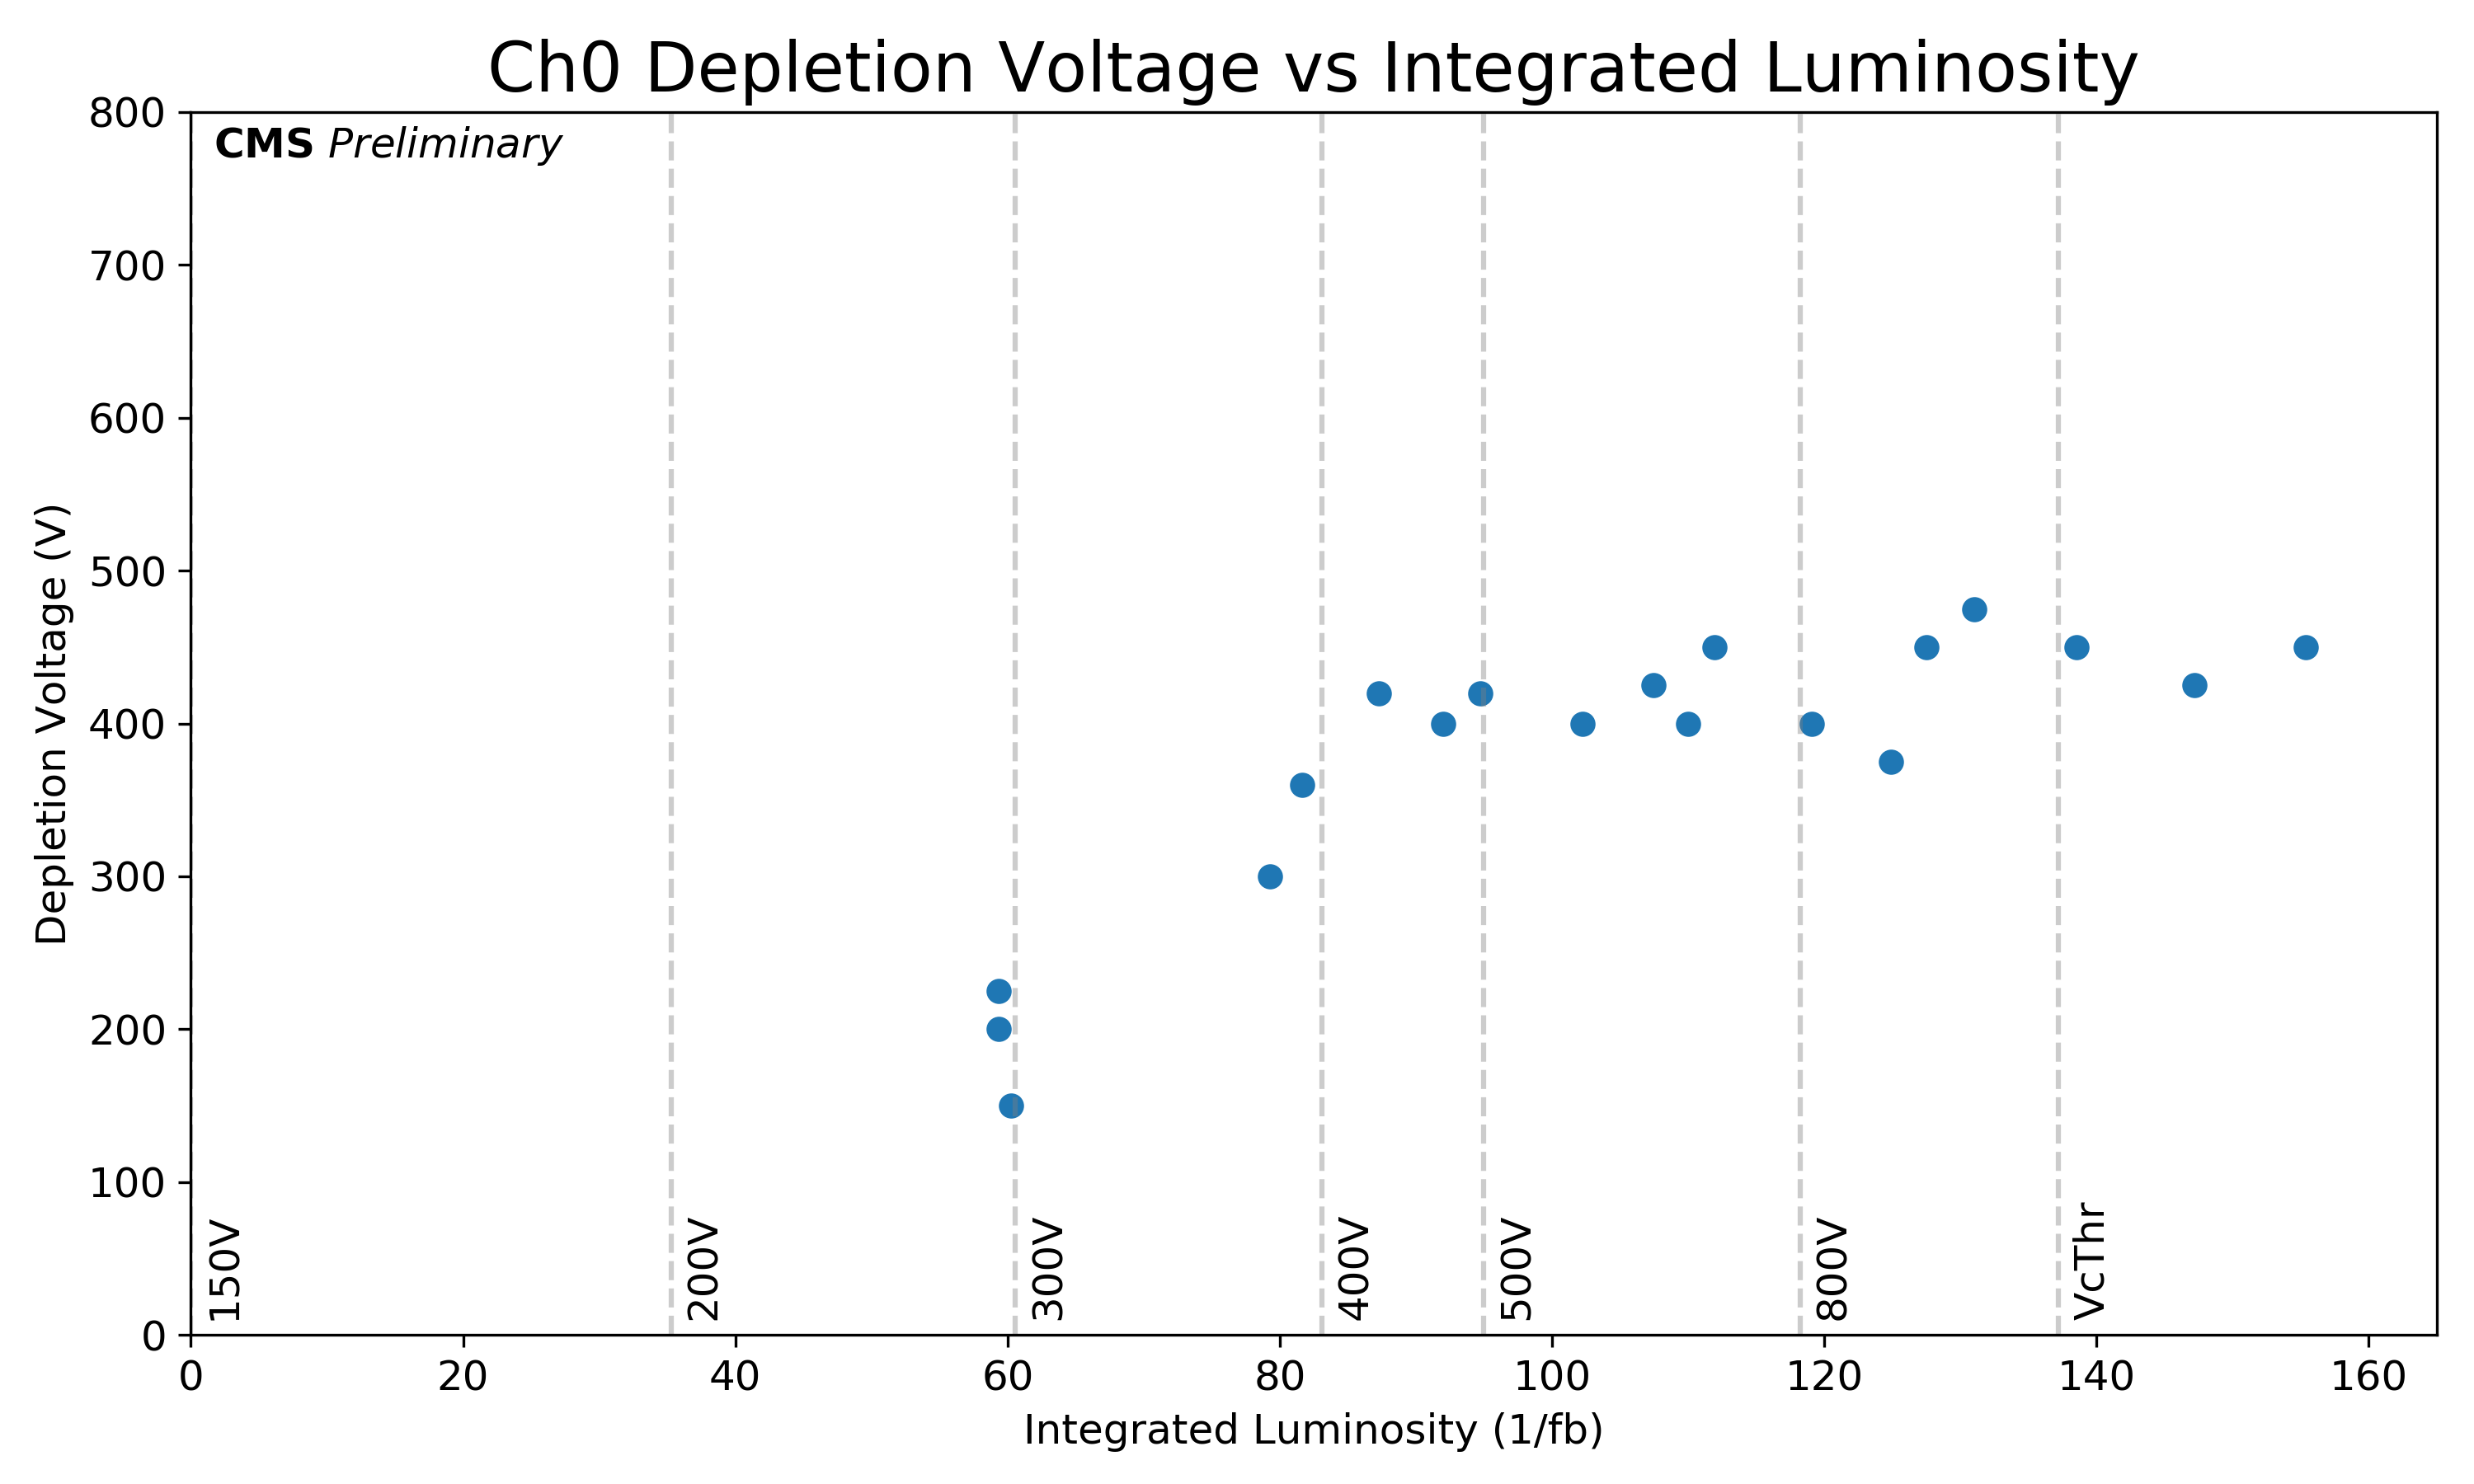 Ch0 Depletion Voltage vs Integrated Luminosity
CMS Preliminary
Depletion Voltage (V)
800
700
600
500
400
300
200
100
0
150V
200V
300V
400V
500V
800V
VcThr
0 20 40 60 80 100 120 140 160
Integrated Luminosity (1/fb)